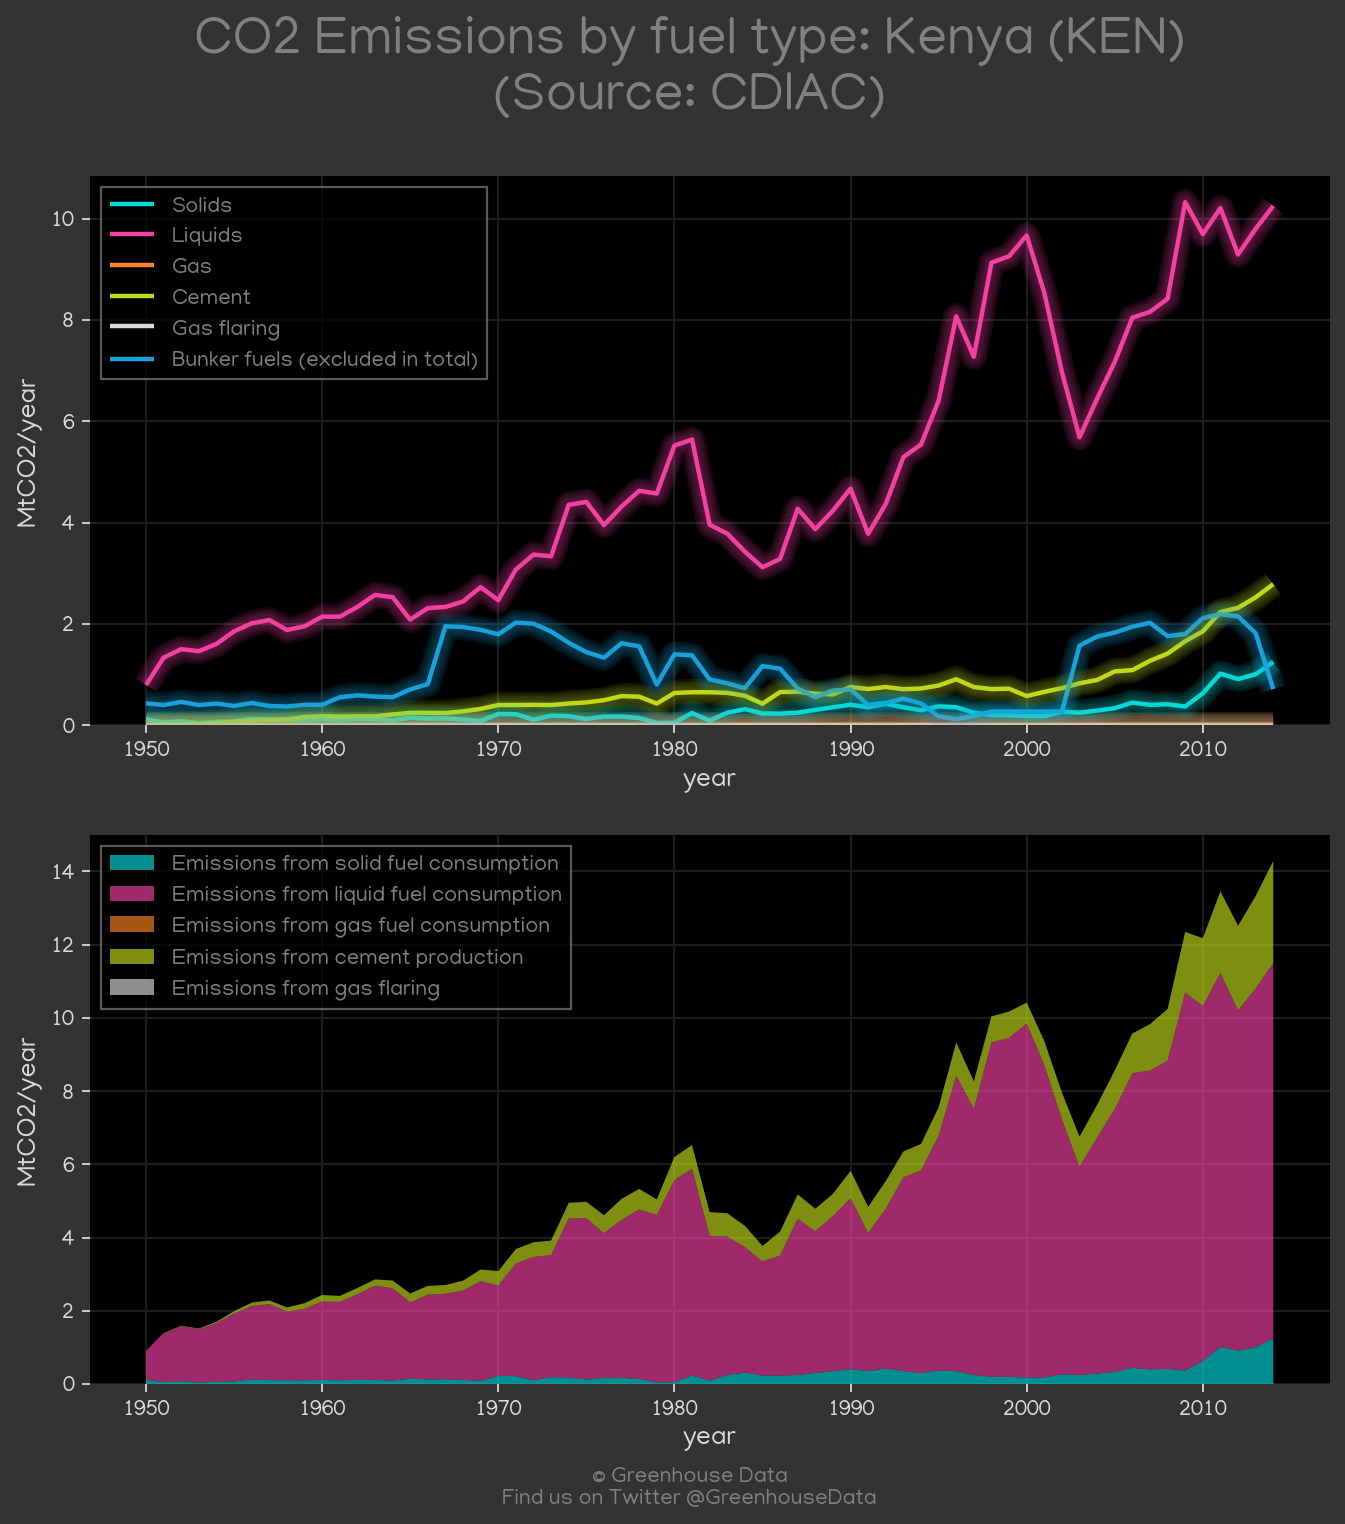 CO2 Emissions by fuel type: Kenya (KEN)
(Source: CDIAC)
Solids
Liquids
Gas
Cement
Gas flaring
Bunker fuels (excluded in total)
10
8
6
4
2
0
MtCO2/year
1950 1960 1970 1980 1990 2000 2010
year
Emissions from solid fuel consumption
Emissions from liquid fuel consumption
Emissions from gas fuel consumption
Emissions from cement production
Emissions from gas flaring
14
12
10
8
6
4
2
0
MtCO2/year
1950 1960 1970 1980 1990 2000 2010
year
© Greenhouse Data
Find us on Twitter @GreenhouseData